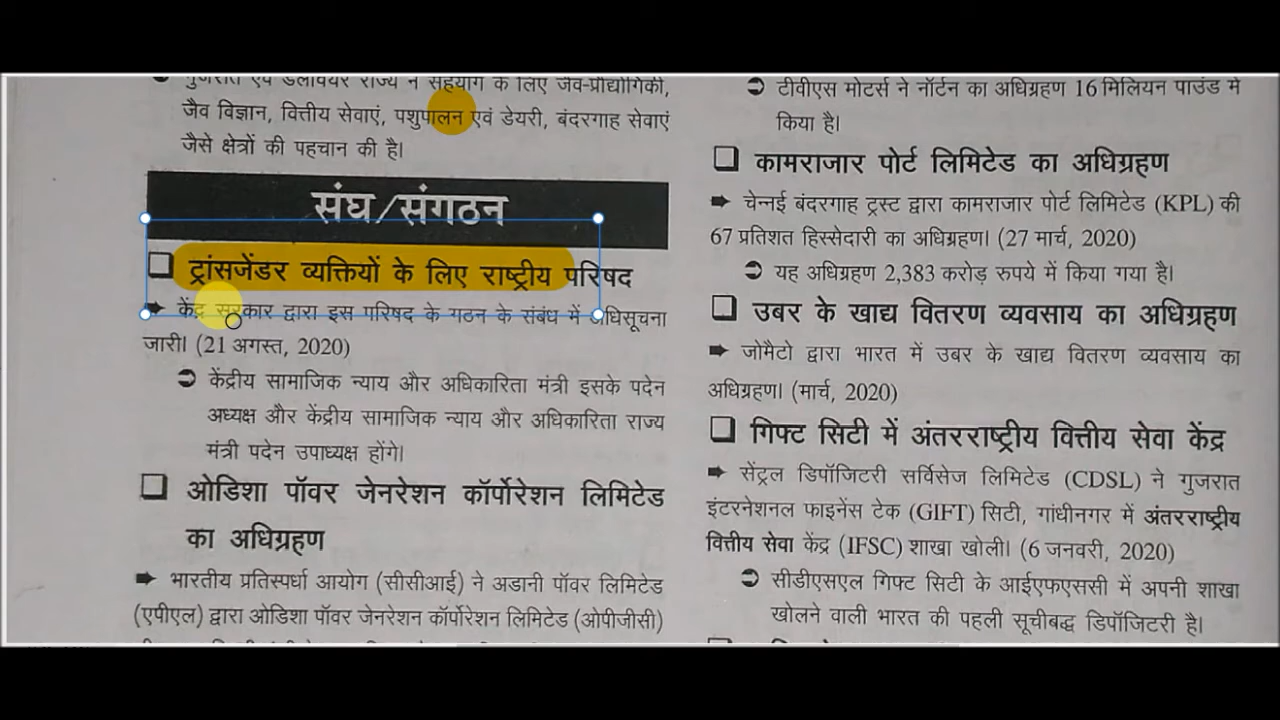 गुजरात एवं डेलावेयर राज्य ने सहयोग के लिए जैव-प्रौद्योगिकी,
जैव विज्ञान, वित्तीय सेवाएं, पशुपालन एवं डेयरी, बंदरगाह सेवाएं
जैसे क्षेत्रों की पहचान की है।
संघ/संगठन
ट्रांसजेंडर व्यक्तियों के लिए राष्ट्रीय परिषद
केंद्र सरकार द्वारा इस परिषद के गठन के संबंध में अधिसूचना
जारी। (21 अगस्त, 2020)
केंद्रीय सामाजिक न्याय और अधिकारिता मंत्री इसके पदेन
अध्यक्ष और केंद्रीय सामाजिक न्याय और अधिकारिता राज्य
मंत्री पदेन उपाध्यक्ष होंगे।
ओडिशा पॉवर जेनरेशन कॉर्पोरेशन लिमिटेड
का अधिग्रहण
भारतीय प्रतिस्पर्धा आयोग (सीसीआई) ने अडानी पॉवर लिमिटेड
(एपीएल) द्वारा ओडिशा पॉवर जेनरेशन कॉर्पोरेशन लिमिटेड (ओपीजीसी)
टीवीएस मोटर्स ने नॉर्टन का अधिग्रहण 16 मिलियन पाउंड में
किया है।
कामराजार पोर्ट लिमिटेड का अधिग्रहण
चेन्नई बंदरगाह ट्रस्ट द्वारा कामराजार पोर्ट लिमिटेड (KPL) की
67 प्रतिशत हिस्सेदारी का अधिग्रहण। (27 मार्च, 2020)
यह अधिग्रहण 2,383 करोड़ रुपये में किया गया है।
उबर के खाद्य वितरण व्यवसाय का अधिग्रहण
जोमैटो द्वारा भारत में उबर के खाद्य वितरण व्यवसाय का
अधिग्रहण। (मार्च, 2020)
गिफ्ट सिटी में अंतरराष्ट्रीय वित्तीय सेवा केंद्र
सेंट्रल डिपॉजिटरी सर्विसेज लिमिटेड (CDSL) ने गुजरात
इंटरनेशनल फाइनेंस टेक (GIFT) सिटी, गांधीनगर में अंतरराष्ट्रीय
वित्तीय सेवा केंद्र (IFSC) शाखा खोली। (6 जनवरी, 2020)
सीडीएसएल गिफ्ट सिटी के आईएफएससी में अपनी शाखा
खोलने वाली भारत की पहली सूचीबद्ध डिपॉजिटरी है।